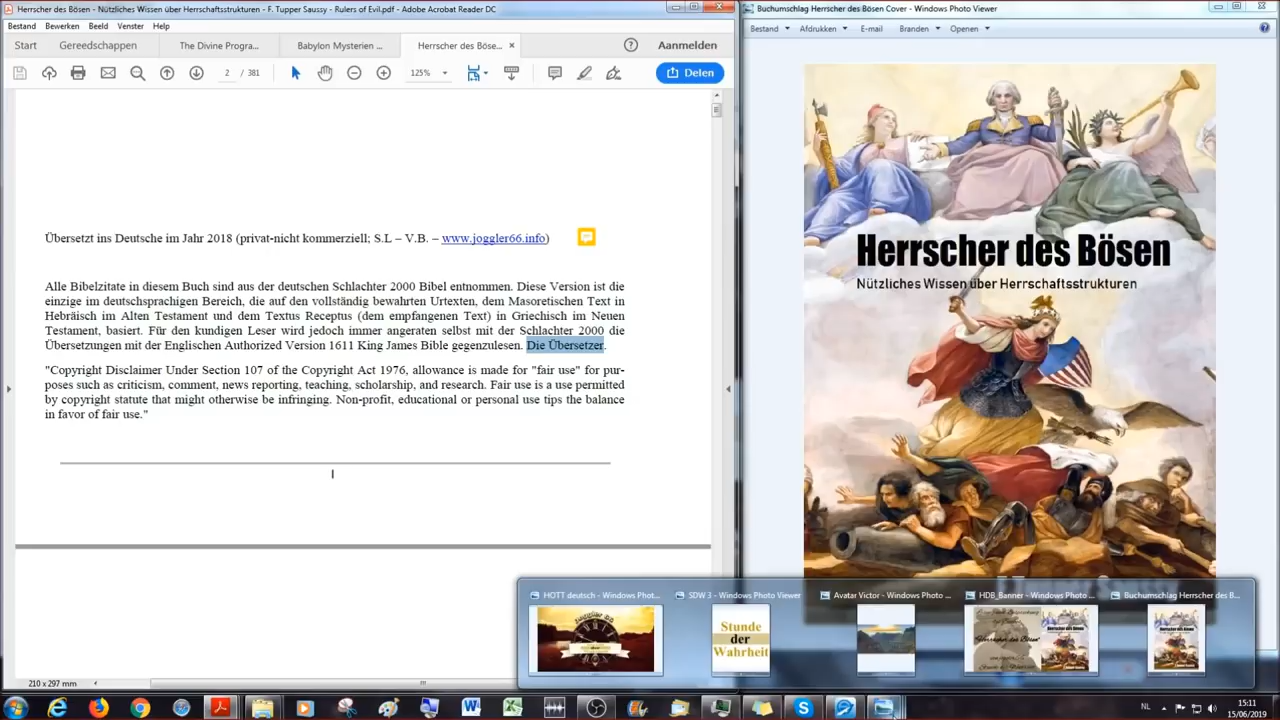 Herrscher des Bösen - Nützliches Wissen über Herrschaftsstrukturen - F. Tupper Saussy - Rulers of Evil.pdf - Adobe Acrobat Reader DC
Bestand Bewerken Beeld Venster Help
Start Gereedschappen The Divine Progra... Babylon Mysterien ... Herrscher des Böse... × ? Aanmelden
2 / 381 125% Delen
Übersetzt ins Deutsche im Jahr 2018 (privat-nicht kommerziell; S.L – V.B. – www.joggler66.info)
Alle Bibelzitate in diesem Buch sind aus der deutschen Schlachter 2000 Bibel entnommen. Diese Version ist die
einzige im deutschsprachigen Bereich, die auf den vollständig bewahrten Urtexten, dem Masoretischen Text in
Hebräisch im Alten Testament und dem Textus Receptus (dem empfangenen Text) in Griechisch im Neuen
Testament, basiert. Für den kundigen Leser wird jedoch immer angeraten selbst mit der Schlachter 2000 die
Übersetzungen mit der Englischen Authorized Version 1611 King James Bible gegenzulesen. Die Übersetzer.
"Copyright Disclaimer Under Section 107 of the Copyright Act 1976, allowance is made for "fair use" for pur-
poses such as criticism, comment, news reporting, teaching, scholarship, and research. Fair use is a use permitted
by copyright statute that might otherwise be infringing. Non-profit, educational or personal use tips the balance
in favor of fair use."
210 x 297 mm
Buchumschlag Herrscher des Bösen Cover - Windows Photo Viewer
Bestand Afdrukken E-mail Branden Openen
Herrscher des Bösen
Nützliches Wissen über Herrschaftsstrukturen
HOTT deutsch - Windows Phot... SDW 3 - Windows Photo Viewer Avatar Victor - Windows Photo ... HDB_Banner - Windows Photo ... Buchumschlag Herrscher des B...
Stunde
der
Wahrheit
NL 15:11
15/06/2019